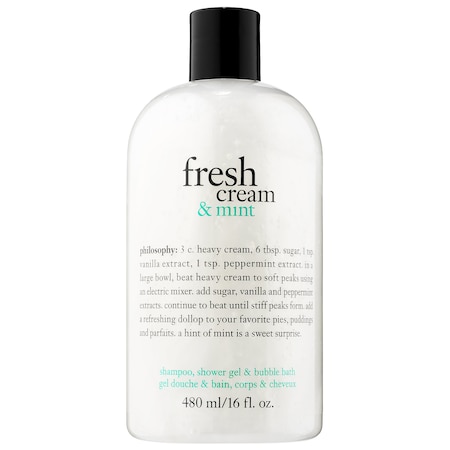 fresh
cream
& mint
philosophy: 3 c. heavy cream, 6 tbsp. sugar, 1 tsp
vanilla extract, 1 tsp. peppermint extract. in a
large bowl, beat heavy cream to soft peaks using
an electric mixer. add sugar, vanilla and peppermint
extracts. continue to beat until stiff peaks form. add
a refreshing dollop to your favorite pies, puddings
and parfaits. a hint of mint is a sweet surprise.
shampoo, shower gel & bubble bath
gel douche & bain, corps & cheveux
480 ml/16 fl. oz.